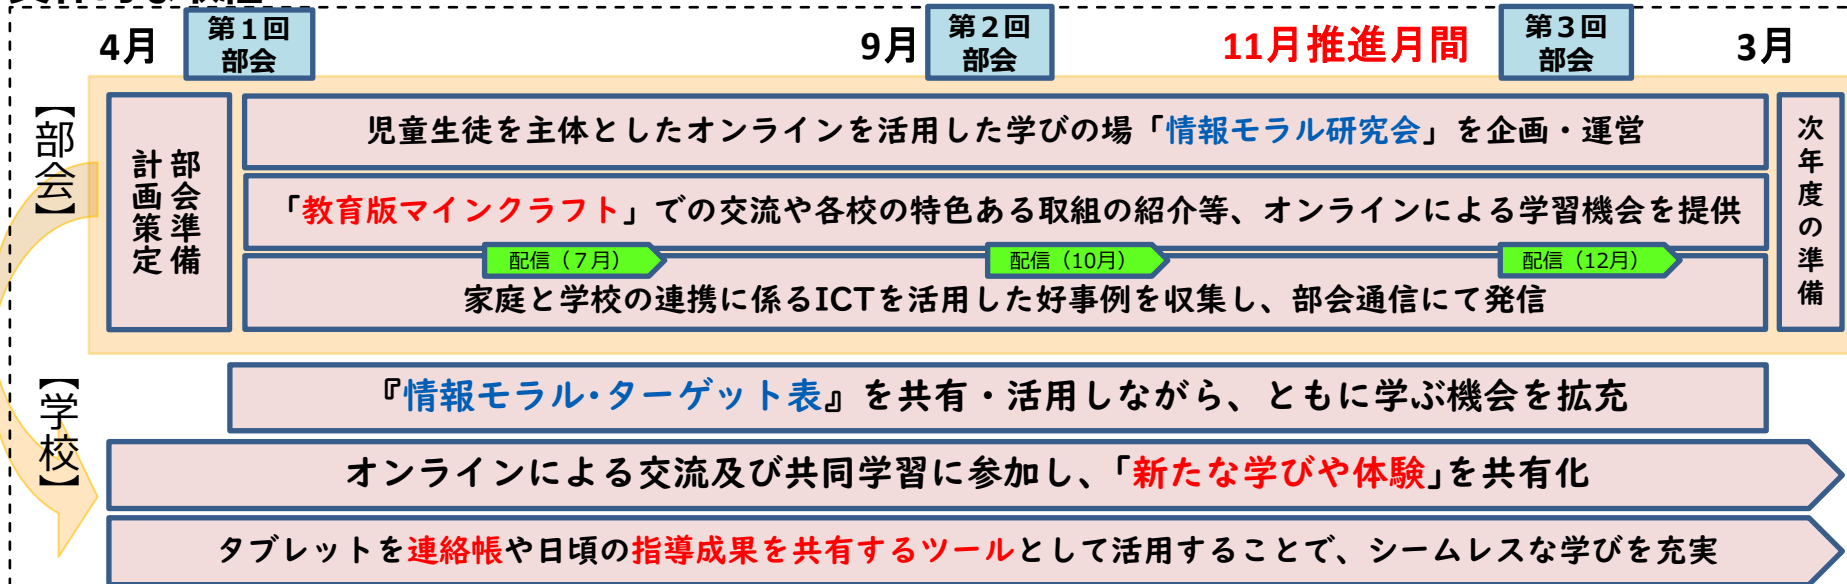 4月
第1回
部会
9月
第2回
部会
11月推進月間
第3回
部会
3月
【部会】
部会準備
計画策定
児童生徒を主体としたオンラインを活用した学びの場「情報モラル研究会」を企画・運営
「教育版マインクラフト」での交流や各校の特色ある取組の紹介等、オンラインによる学習機会を提供
配信（7月）
配信（10月）
配信（12月）
家庭と学校の連携に係るICTを活用した好事例を収集し、部会通信にて発信
次年度の準備
【学校】
『情報モラル・ターゲット表』を共有・活用しながら、ともに学ぶ機会を拡充
オンラインによる交流及び共同学習に参加し、「新たな学びや体験」を共有化
タブレットを連絡帳や日頃の指導成果を共有するツールとして活用することで、シームレスな学びを充実